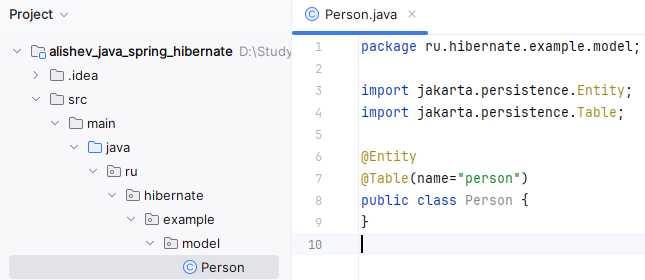 Project
alishev_java_spring_hibernate D:\Study
.idea
src
main
java
ru
hibernate
example
model
Person
Person.java
1 package ru.hibernate.example.model;
2
3 import jakarta.persistence.Entity;
4 import jakarta.persistence.Table;
5
6 @Entity
7 @Table(name="person")
8 public class Person {
9 }
10